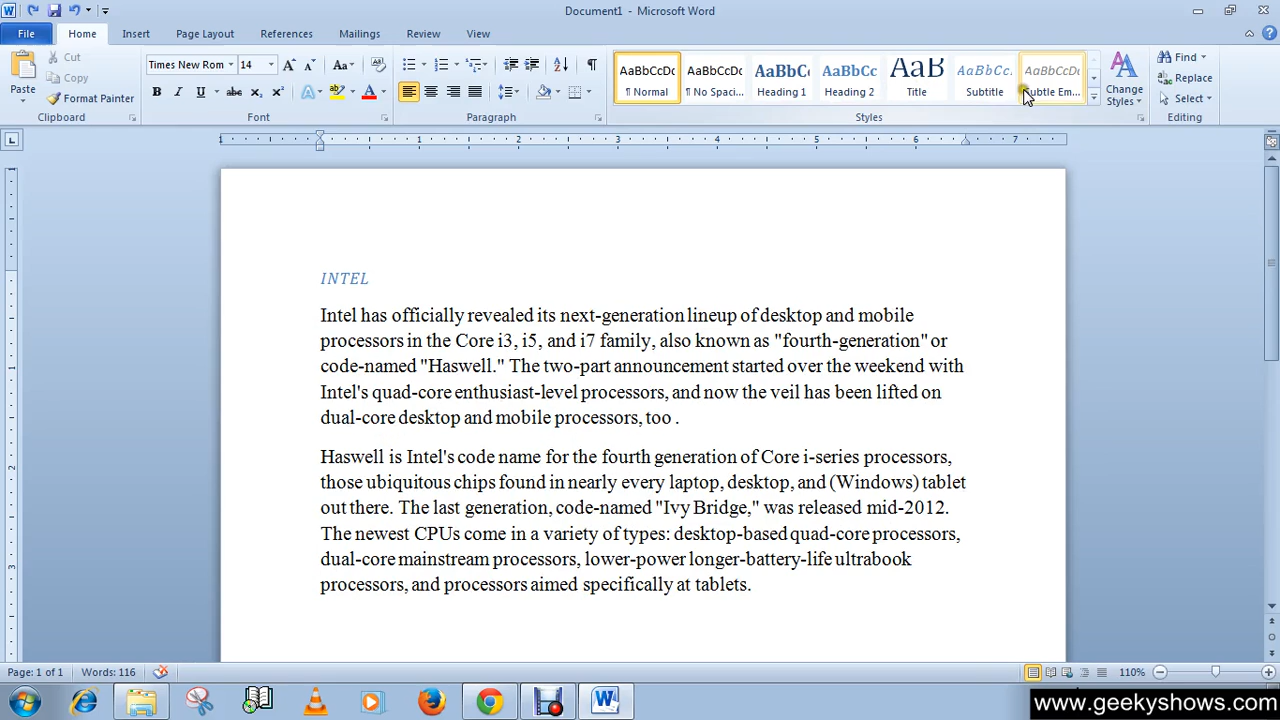 Document1 - Microsoft Word
File Home Insert Page Layout References Mailings Review View
Paste
Cut
Copy
Format Painter
Clipboard
Times New Rom 14
Font
Paragraph
AaBbCcDc AaBbCcDc AaBbCc AaBbCc AaB AaBbCc. AaBbCcDc
¶ Normal ¶ No Spaci... Heading 1 Heading 2 Title Subtitle Subtle Em...
Styles
Change
Styles
Find
Replace
Select
Editing
1 1 2 3 4 5 6 7
INTEL
Intel has officially revealed its next-generation lineup of desktop and mobile
processors in the Core i3, i5, and i7 family, also known as "fourth-generation" or
code-named "Haswell." The two-part announcement started over the weekend with
Intel's quad-core enthusiast-level processors, and now the veil has been lifted on
dual-core desktop and mobile processors, too .
Haswell is Intel's code name for the fourth generation of Core i-series processors,
those ubiquitous chips found in nearly every laptop, desktop, and (Windows) tablet
out there. The last generation, code-named "Ivy Bridge," was released mid-2012.
The newest CPUs come in a variety of types: desktop-based quad-core processors,
dual-core mainstream processors, lower-power longer-battery-life ultrabook
processors, and processors aimed specifically at tablets.
Page: 1 of 1 Words: 116 110%
www.geekyshows.com